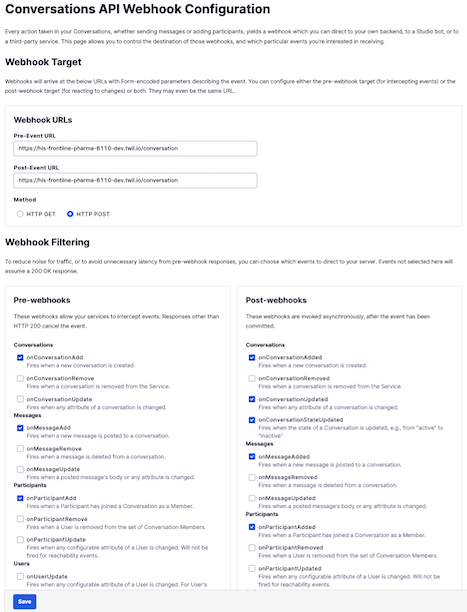 Conversations API Webhook Configuration
Every action taken in your Conversations, whether sending messages or adding participants, yields a webhook which you can direct to your own backend, to a Studio bot, or to
a third-party service. This page allows you to control the destination of those webhooks, and which particular events you're interested in receiving.
Webhook Target
Webhooks will arrive at the below URLs with Form-encoded parameters describing the event. You can configure either the pre-webhook target (for intercepting events) or the
post-webhook target (for reacting to changes) or both. They may even be the same URL.
Webhook URLs
Pre-Event URL
https://hls-frontline-pharma-6110-dev.twil.io/conversation
Post-Event URL
https://hls-frontline-pharma-6110-dev.twil.io/conversation
Method
HTTP GET HTTP POST
Webhook Filtering
To reduce noise for traffic, or to avoid unnecessary latency from pre-webhook responses, you can choose which events to direct to your server. Events not selected here will
assume a 200 OK response.
Pre-webhooks
These webhooks allow your services to intercept events. Responses other than
HTTP 200 cancel the event.
Conversations
onConversationAdd
Fires when a new conversation is created.
onConversationRemove
Fires when a conversation is removed from the Service.
onConversationUpdate
Fires when any attribute of a conversation is changed.
Messages
onMessageAdd
Fires when a new message is posted to a conversation.
onMessageRemove
Fires when a message is deleted from a conversation.
onMessageUpdate
Fires when a posted message's body or any attribute is changed.
Participants
onParticipantAdd
Fires when a Participant has joined a Conversation as a Member.
onParticipantRemove
Fires when a User is removed from the set of Conversation Members.
onParticipantUpdate
Fires when any configurable attribute of a User is changed. Will not be
fired for reachability events.
Users
onUserUpdate
Fires when any configurable attribute of a User is changed. For User's
Post-webhooks
These webhooks are invoked asynchronously, after the event has been
committed.
Conversations
onConversationAdded
Fires when a new conversation is created.
onConversationRemoved
Fires when a conversation is removed from the Service.
onConversationUpdated
Fires when any attribute of a conversation is changed.
onConversationStateUpdated
Fires when the state of a Conversation is updated, e.g., from "active" to
"inactive"
Messages
onMessageAdded
Fires when a new message is posted to a conversation.
onMessageRemoved
Fires when a message is deleted from a conversation.
onMessageUpdated
Fires when a posted message's body or any attribute is changed.
Participants
onParticipantAdded
Fires when a Participant has joined a Conversation as a Member.
onParticipantRemoved
Fires when a User is removed from the set of Conversation Members.
onParticipantUpdated
Fires when any configurable attribute of a User is changed. Will not be
fired for reachability events.
Save